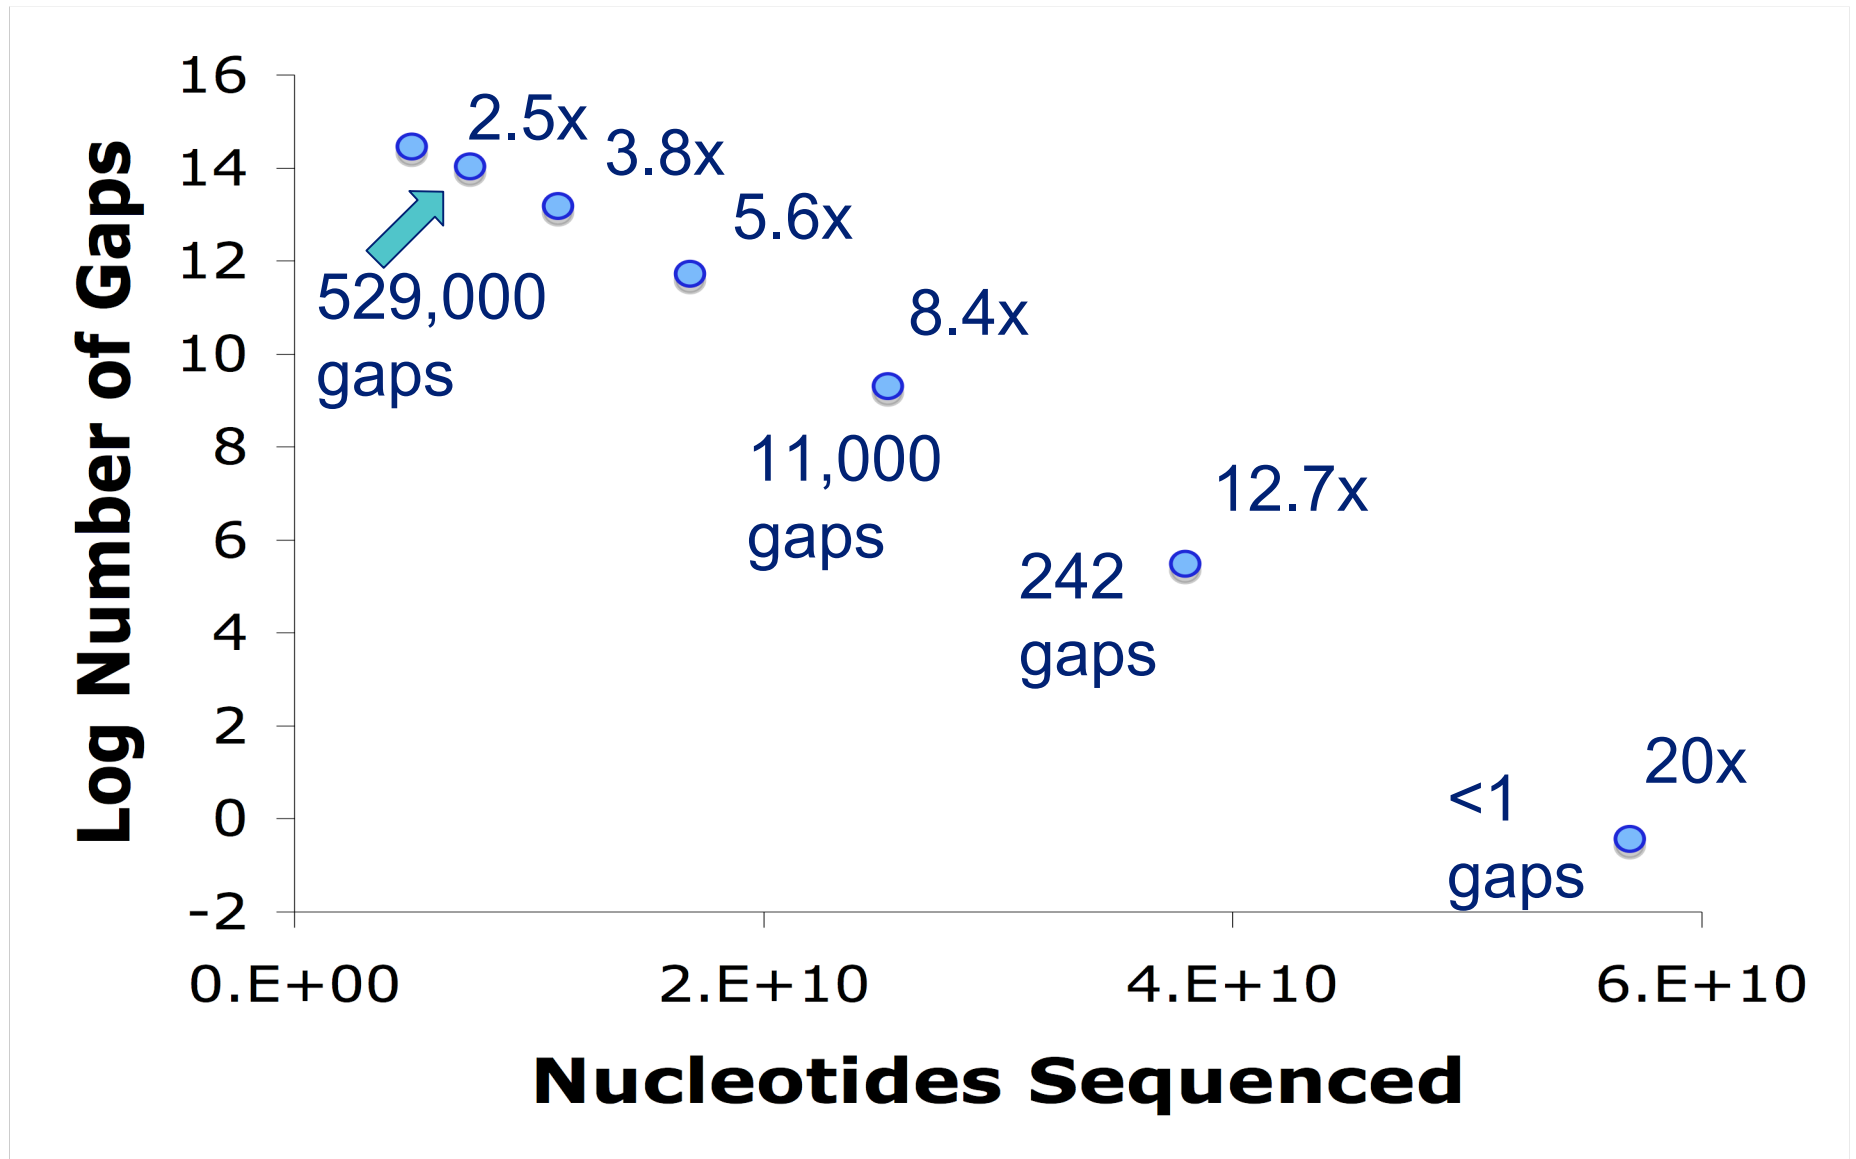 16
14
12
10
8
6
4
2
0
-2
Log Number of Gaps
2.5x
3.8x
5.6x
8.4x
12.7x
20x
529,000
gaps
11,000
gaps
242
gaps
<1
gaps
0.E+00
2.E+10
4.E+10
6.E+10
Nucleotides Sequenced